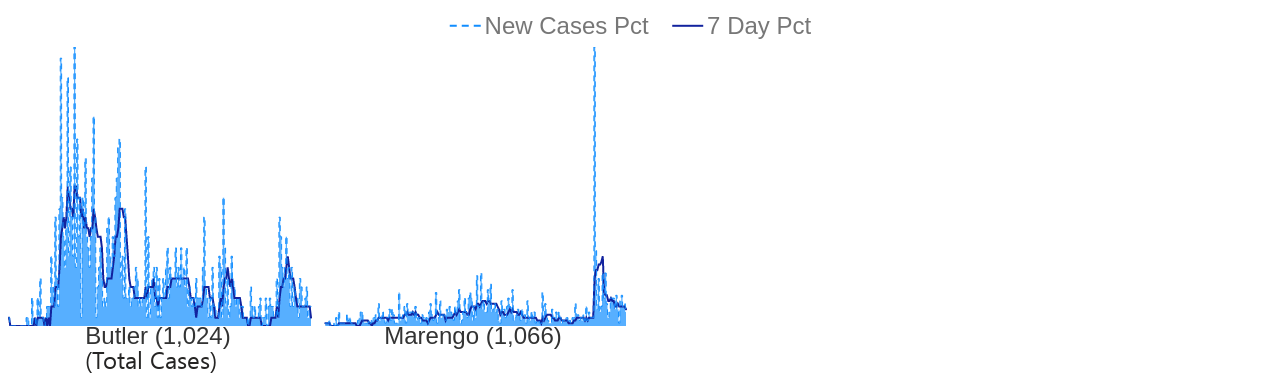 New Cases Pct 7 Day Pct
Butler (1,024) Marengo (1,066)
(Total Cases)